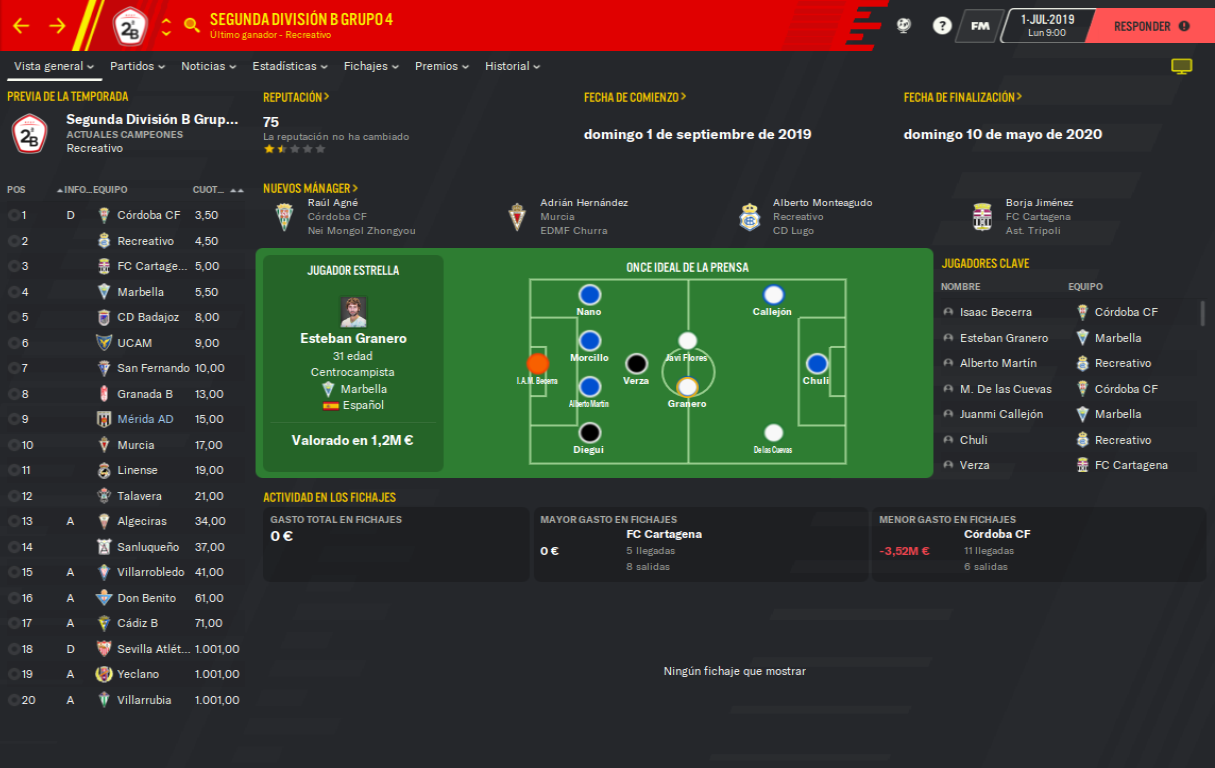 SEGUNDA DIVISIÓN B GRUPO 4
Último ganador - Recreativo
2ªB
?
FM
1-JUL-2019
Lun 9:00
RESPONDER
Vista general
Partidos
Noticias
Estadísticas
Fichajes
Premios
Historial
PREVIA DE LA TEMPORADA
2ªB
Segunda División B Grup...
ACTUALES CAMPEONES
Recreativo
REPUTACIÓN >
75
La reputación no ha cambiado
FECHA DE COMIENZO >
domingo 1 de septiembre de 2019
FECHA DE FINALIZACIÓN >
domingo 10 de mayo de 2020
POS INFO... EQUIPO CUOT...
1 D Córdoba CF 3,50
2 Recreativo 4,50
3 FC Cartage... 5,00
4 Marbella 5,50
5 CD Badajoz 8,00
6 UCAM 9,00
7 San Fernando 10,00
8 Granada B 13,00
9 Mérida AD 15,00
10 Murcia 17,00
11 Linense 19,00
12 Talavera 21,00
13 A Algeciras 34,00
14 Sanluqueño 37,00
15 A Villarrobledo 41,00
16 A Don Benito 61,00
17 A Cádiz B 71,00
18 D Sevilla Atlét... 1.001,00
19 A Yeclano 1.001,00
20 A Villarrubia 1.001,00
NUEVOS MÁNAGER >
Raúl Agné
Córdoba CF
Nei Mongol Zhongyou
Adrián Hernández
Murcia
EDMF Churra
Alberto Monteagudo
Recreativo
CD Lugo
Borja Jiménez
FC Cartagena
Ast. Trípoli
JUGADOR ESTRELLA
Esteban Granero
31 edad
Centrocampista
Marbella
Español
Valorado en 1,2M €
ONCE IDEAL DE LA PRENSA
Nano
Callejón
Morcillo
Javi Flores
I.A.M. Becerra
Verza
Chuli
Alberto Martín
Granero
Diegui
De las Cuevas
JUGADORES CLAVE
NOMBRE EQUIPO
Isaac Becerra Córdoba CF
Esteban Granero Marbella
Alberto Martín Recreativo
M. De las Cuevas Córdoba CF
Juanmi Callejón Marbella
Chuli Recreativo
Verza FC Cartagena
ACTIVIDAD EN LOS FICHAJES
GASTO TOTAL EN FICHAJES
0 €
MAYOR GASTO EN FICHAJES
FC Cartagena
0 €
5 llegadas
8 salidas
MENOR GASTO EN FICHAJES
Córdoba CF
-3,52M €
11 llegadas
6 salidas
Ningún fichaje que mostrar